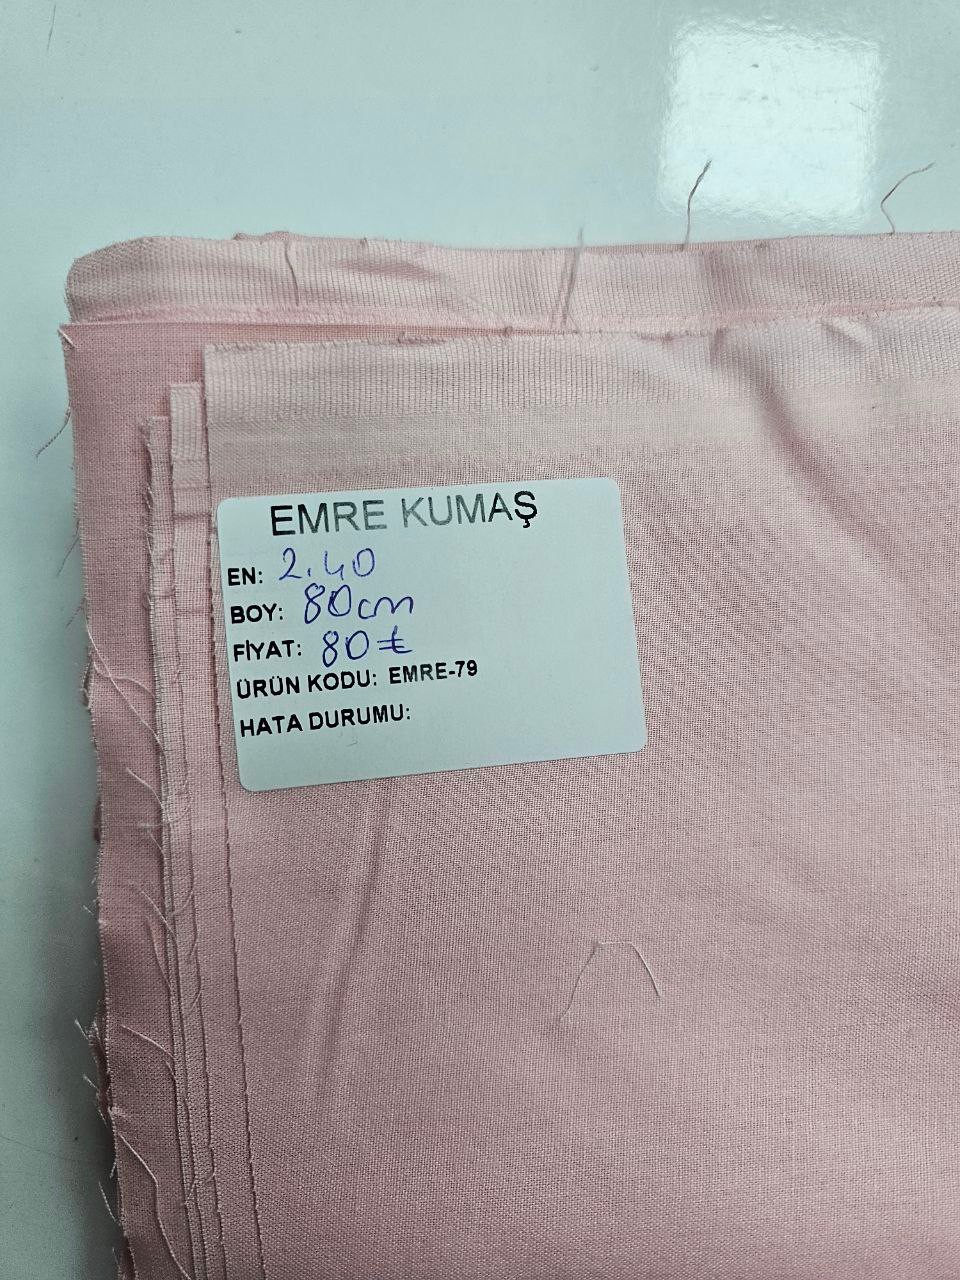 EMRE KUMAŞ
EN: 2.40
BOY: 80cm
FİYAT: 80₺
ÜRÜN KODU: EMRE-79
HATA DURUMU: